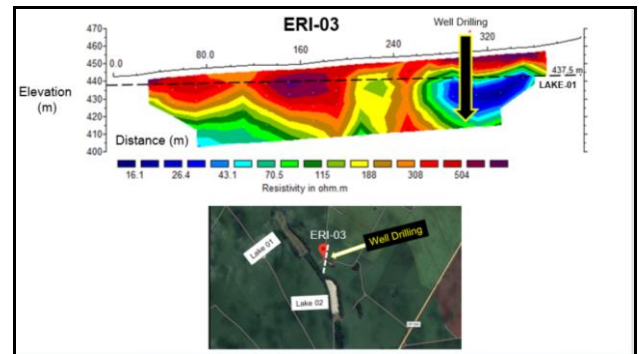 ERI-03
Well Drilling
470
460
450
440
430
420
410
400
Elevation
(m)
0.0
80.0
160
240
320
437.5 m
LAKE-01
Distance (m)
16.1
26.4
43.1
70.5
115
188
308
504
Resistivity in ohm.m
ERI-03
Well Drilling
Lake 01
Lake 02